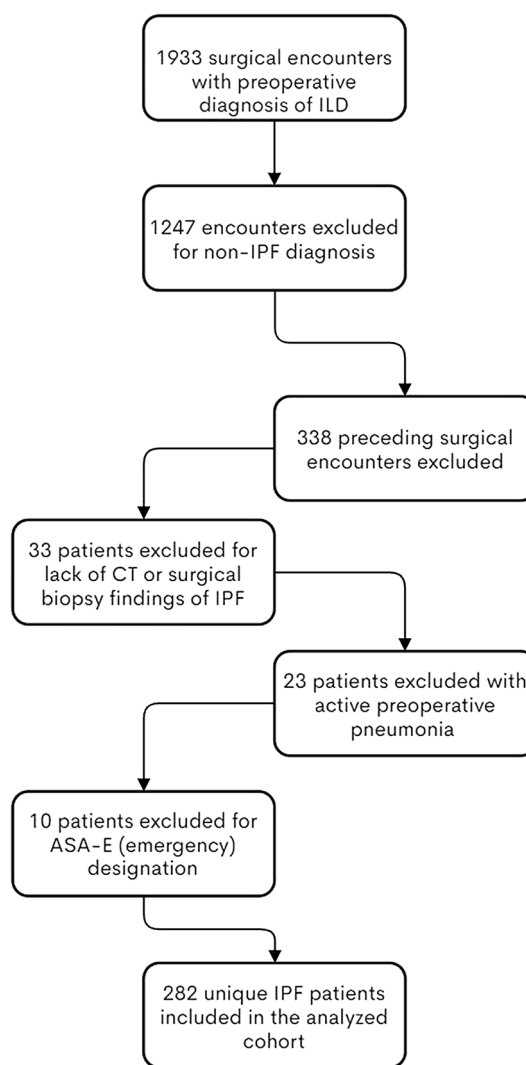 1933 surgical encounters
with preoperative
diagnosis of ILD
1247 encounters excluded
for non-IPF diagnosis
338 preceding surgical
encounters excluded
33 patients excluded for
lack of CT or surgical
biopsy findings of IPF
23 patients excluded with
active preoperative
pneumonia
10 patients excluded for
ASA-E (emergency)
designation
282 unique IPF patients
included in the analyzed
cohort